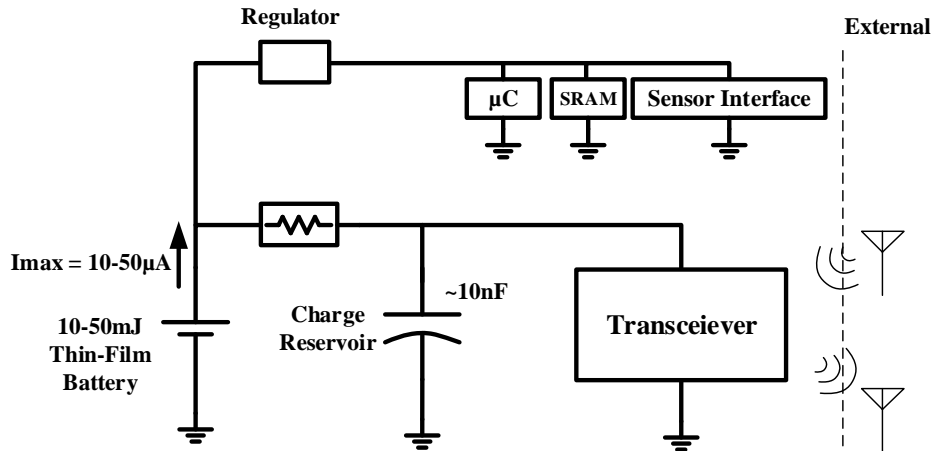 Regulator
External
µC
SRAM
Sensor Interface
Imax = 10-50µA
~10nF
10-50mJ
Thin-Film
Battery
Charge
Reservoir
Transceiever